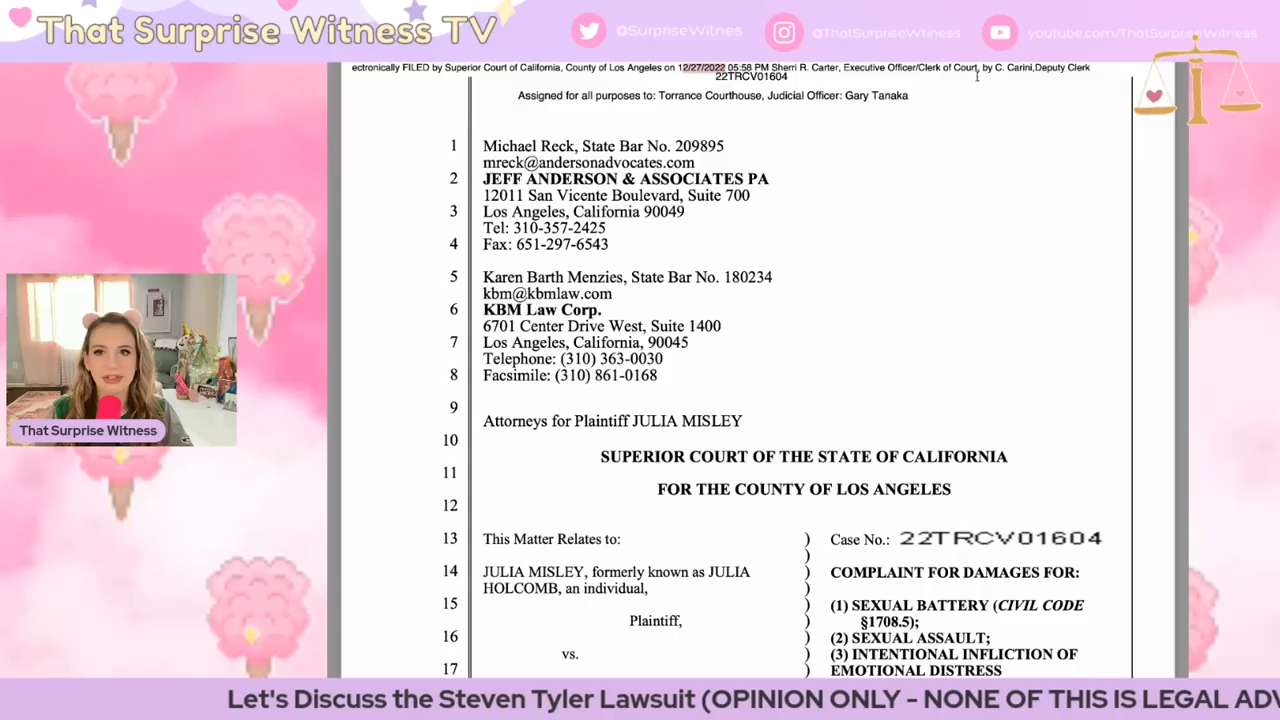 That Surprise Witness TV
@SurpriseWitnes
@ThatSurpriseWtiness
youtube.com/ThatSurpriseWitness
ectronically FILED by Superior Court of California, County of Los Angeles on 12/27/2022 05:58 PM Sherri R. Carter, Executive Officer/Clerk of Court, by C. Carini,Deputy Clerk
22TRCV01604
Assigned for all purposes to: Torrance Courthouse, Judicial Officer: Gary Tanaka
1 Michael Reck, State Bar No. 209895
mreck@andersonadvocates.com
2 JEFF ANDERSON & ASSOCIATES PA
12011 San Vicente Boulevard, Suite 700
3 Los Angeles, California 90049
Tel: 310-357-2425
4 Fax: 651-297-6543
5 Karen Barth Menzies, State Bar No. 180234
kbm@kbmlaw.com
6 KBM Law Corp.
6701 Center Drive West, Suite 1400
7 Los Angeles, California, 90045
Telephone: (310) 363-0030
8 Facsimile: (310) 861-0168
9
Attorneys for Plaintiff JULIA MISLEY
10
SUPERIOR COURT OF THE STATE OF CALIFORNIA
11
FOR THE COUNTY OF LOS ANGELES
12
13 This Matter Relates to: ) Case No.: 22TRCV01604
)
14 JULIA MISLEY, formerly known as JULIA ) COMPLAINT FOR DAMAGES FOR:
HOLCOMB, an individual, )
15 ) (1) SEXUAL BATTERY (CIVIL CODE
Plaintiff, ) §1708.5);
16 ) (2) SEXUAL ASSAULT;
vs. ) (3) INTENTIONAL INFLICTION OF
17 ) EMOTIONAL DISTRESS
That Surprise Witness
Let's Discuss the Steven Tyler Lawsuit (OPINION ONLY - NONE OF THIS IS LEGAL ADV